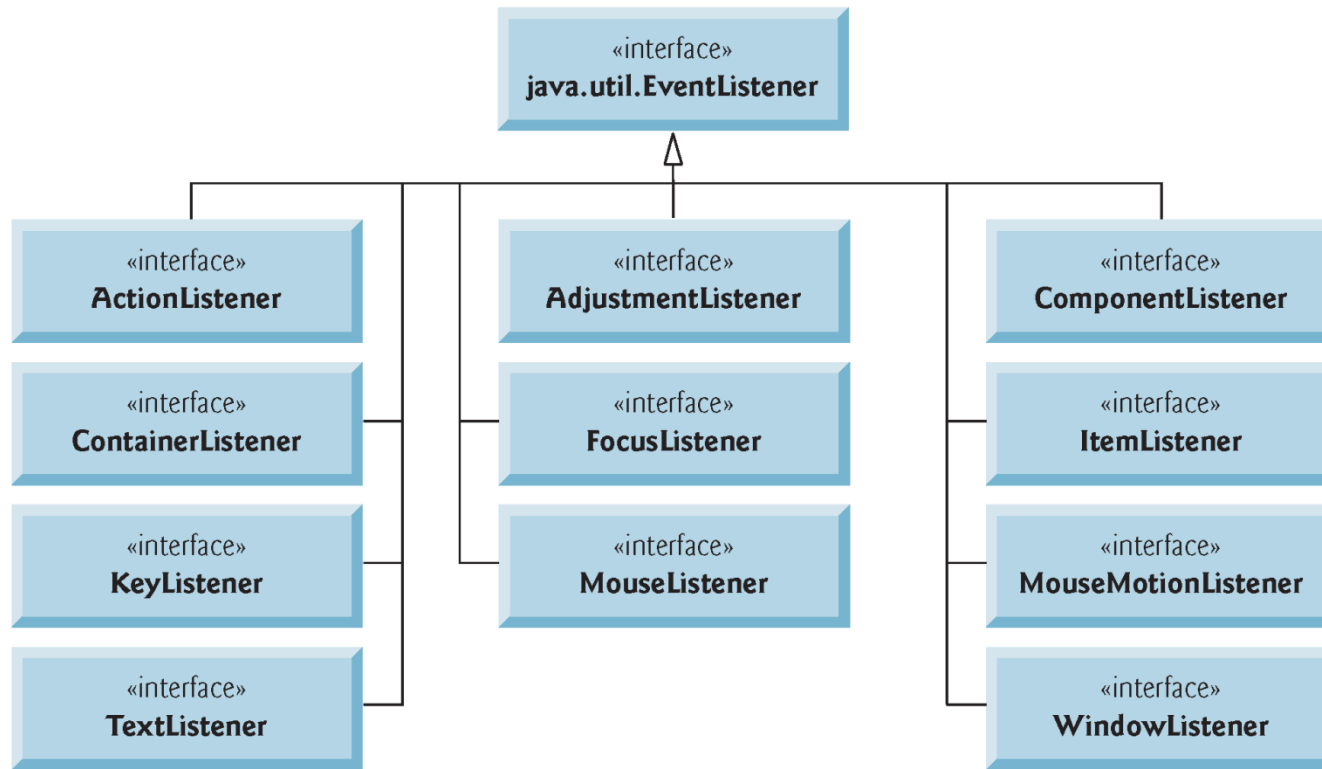 «interface»
java.util.EventListener
«interface»
ActionListener
«interface»
AdjustmentListener
«interface»
ComponentListener
«interface»
ContainerListener
«interface»
FocusListener
«interface»
ItemListener
«interface»
KeyListener
«interface»
MouseListener
«interface»
MouseMotionListener
«interface»
TextListener
«interface»
WindowListener